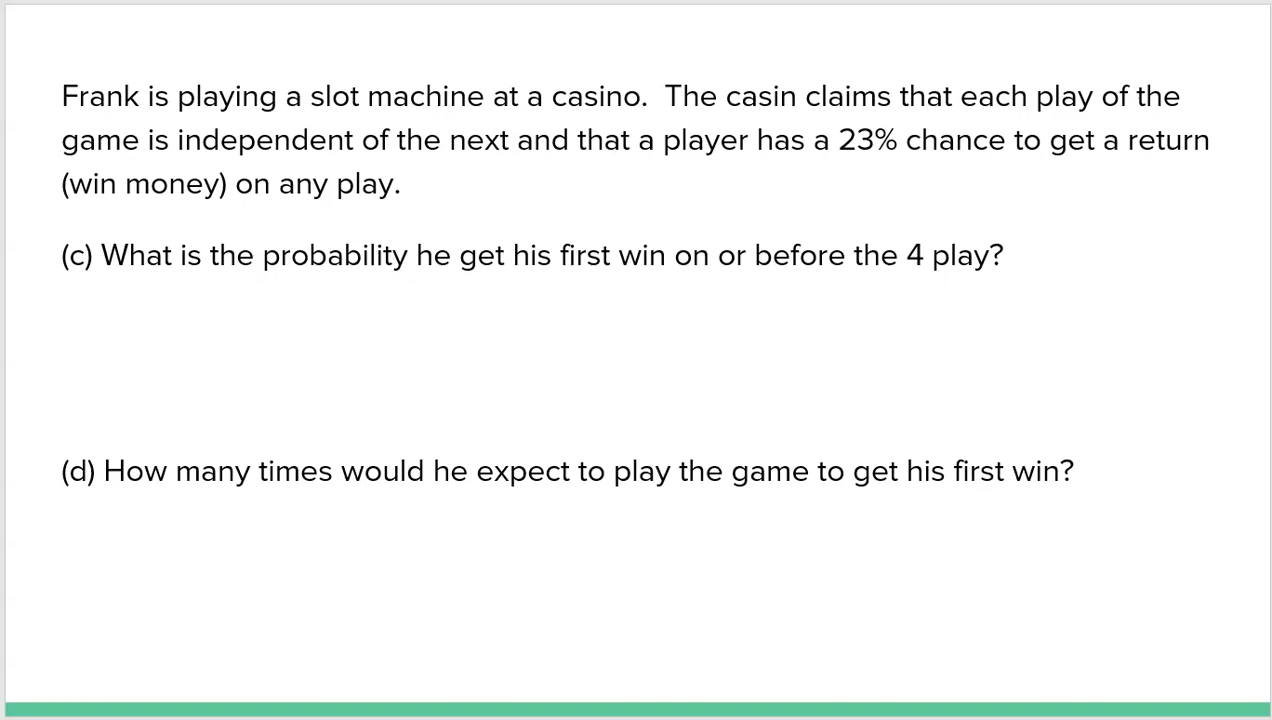 Frank is playing a slot machine at a casino.  The casin claims that each play of the
game is independent of the next and that a player has a 23% chance to get a return
(win money) on any play.
(c) What is the probability he get his first win on or before the 4 play?
(d) How many times would he expect to play the game to get his first win?